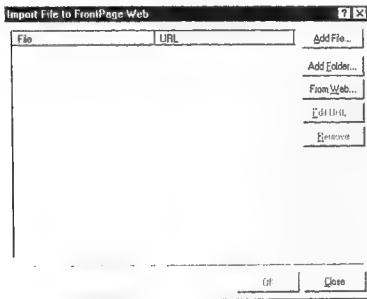 Import File to FrontPage Web
File URL
Add File...
Add Folder...
From Web...
Edit URL
Remove
OK Close